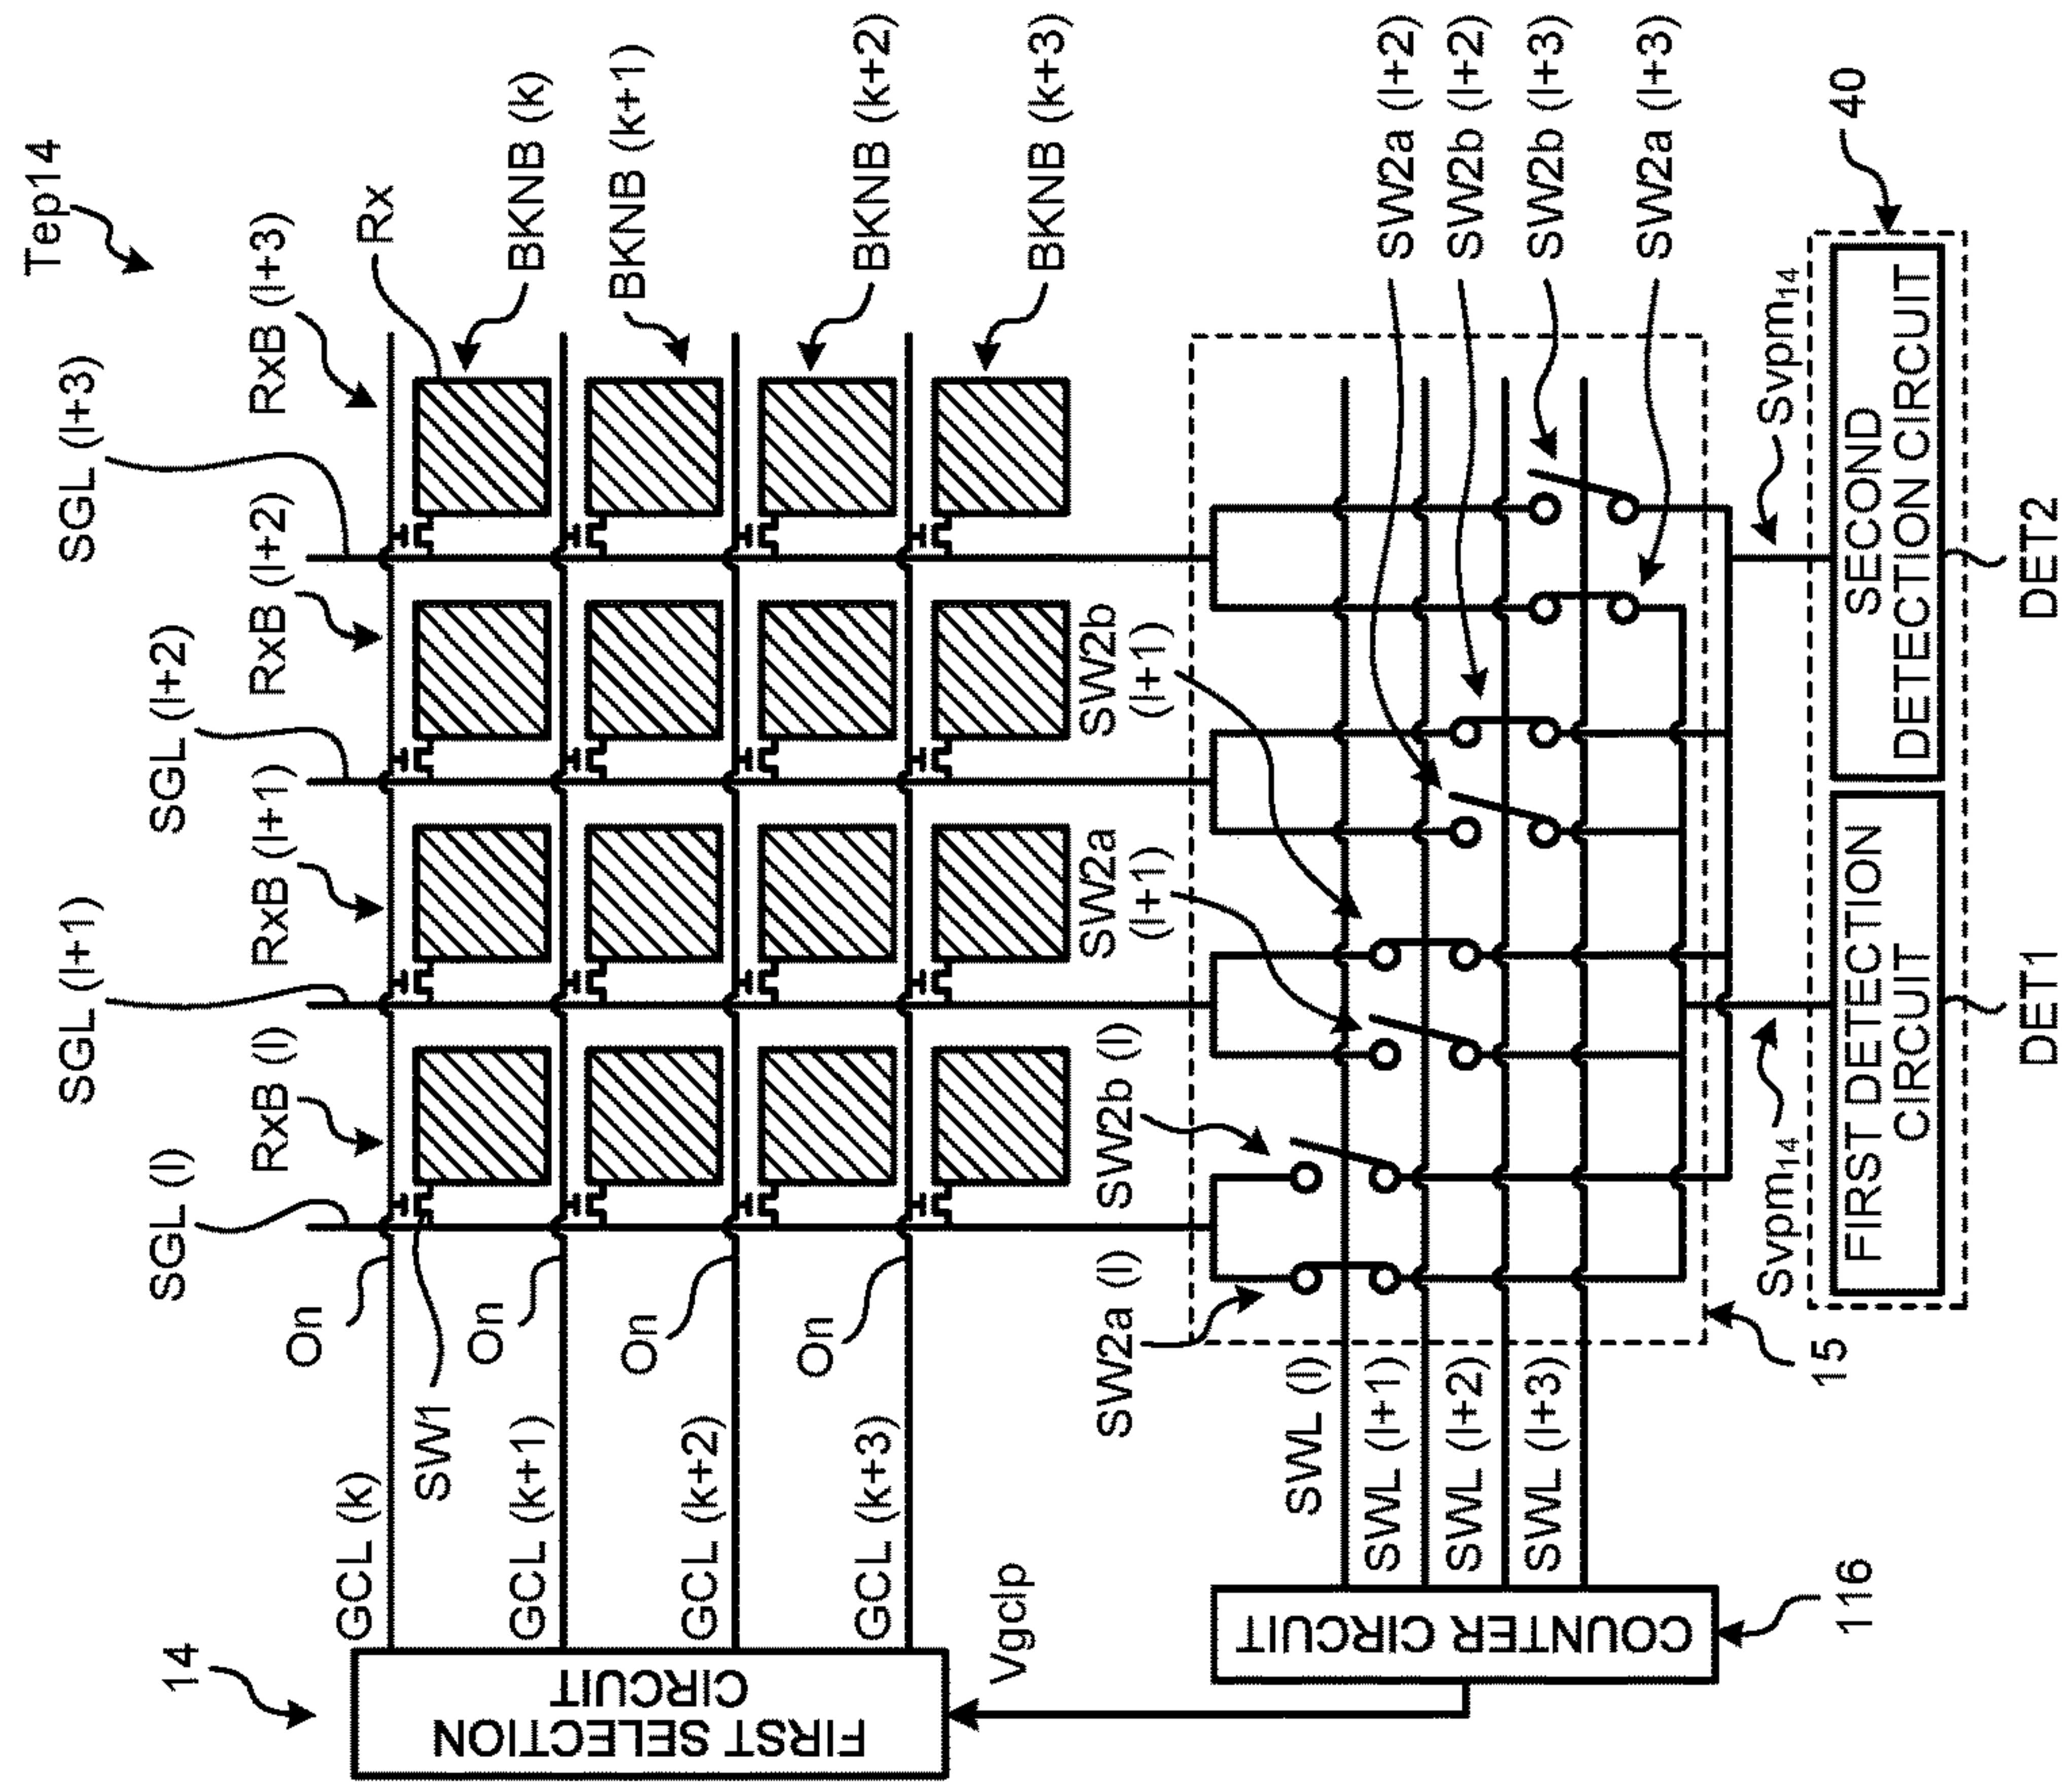 Tep14
SGL (l)
SGL (l+1)
SGL (l+2)
SGL (l+3)
RxB (l)
RxB (l+1)
RxB (l+2)
RxB (l+3)
Rx
BKNB (k)
BKNB (k+1)
BKNB (k+2)
BKNB (k+3)
On
On
On
On
SW1
GCL (k)
GCL (k+1)
GCL (k+2)
GCL (k+3)
14
FIRST SELECTION
CIRCUIT
Vgclp
SW2a (l)
SW2b (l)
SW2a
(l+1)
SW2b
(l+1)
SW2a (l+2)
SW2b (l+2)
SW2b (l+3)
SW2a (l+3)
SWL (l)
SWL (l+1)
SWL (l+2)
SWL (l+3)
COUNTER CIRCUIT
116
15
Svpm14
Svpm14
40
FIRST DETECTION
CIRCUIT
SECOND
DETECTION CIRCUIT
DET1
DET2